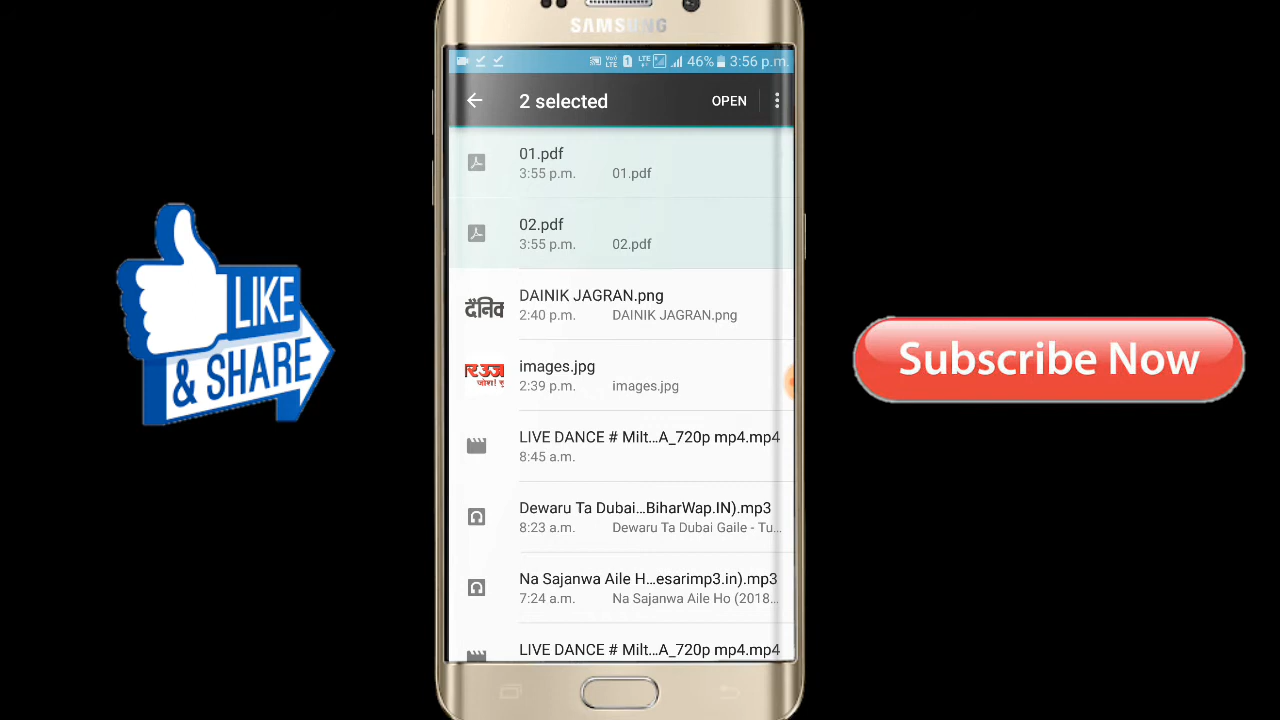 SAMSUNG
VoD LTE 1 LTE 46% 3:56 p.m.
2 selected OPEN
01.pdf
3:55 p.m. 01.pdf
02.pdf
3:55 p.m. 02.pdf
दैनिक
DAINIK JAGRAN.png
2:40 p.m. DAINIK JAGRAN.png
images.jpg
2:39 p.m. images.jpg
LIVE DANCE # Milt...A_720p mp4.mp4
8:45 a.m.
Dewaru Ta Dubai...BiharWap.IN).mp3
8:23 a.m. Dewaru Ta Dubai Gaile - Tu...
Na Sajanwa Aile H...esarimp3.in).mp3
7:24 a.m. Na Sajanwa Aile Ho (2018...
LIVE DANCE # Milt...A_720p mp4.mp4
LIKE
& SHARE
Subscribe Now